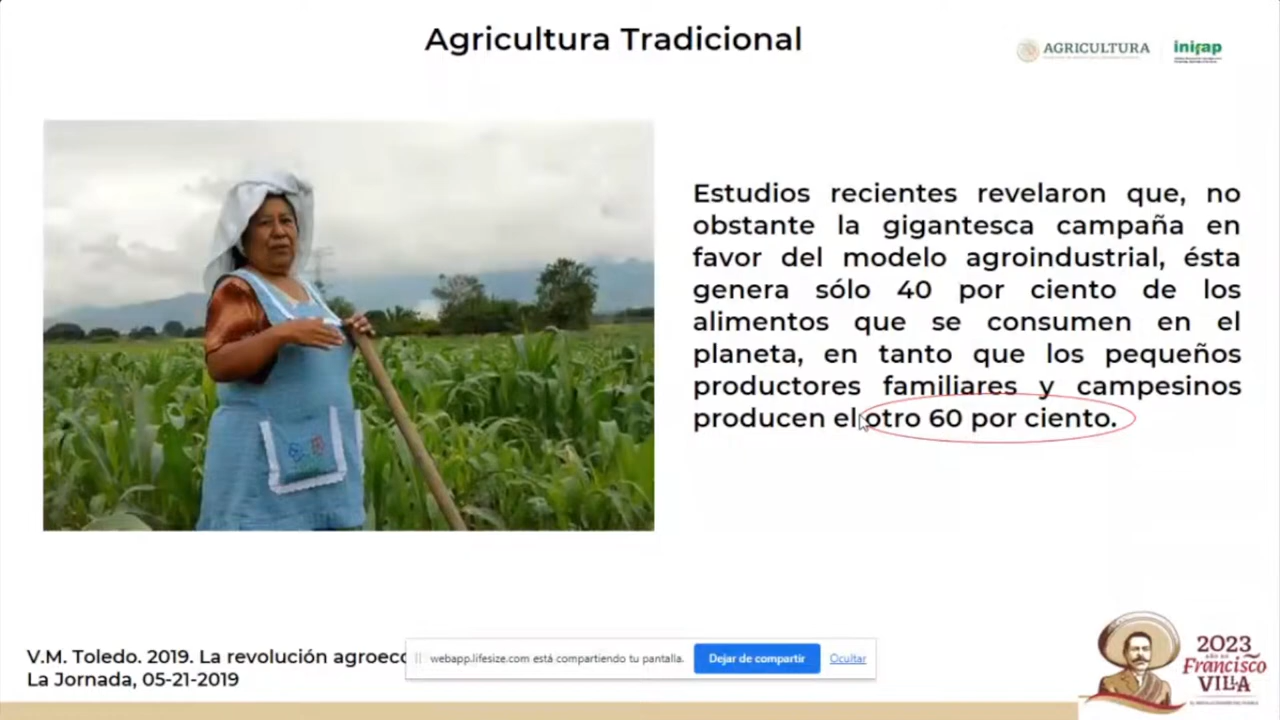 Agricultura Tradicional
AGRICULTURA
inifap
Estudios recientes revelaron que, no
obstante la gigantesca campaña en
favor del modelo agroindustrial, ésta
genera sólo 40 por ciento de los
alimentos que se consumen en el
planeta, en tanto que los pequeños
productores familiares y campesinos
producen el otro 60 por ciento.
V.M. Toledo. 2019. La revolución
La Jornada, 05-21-2019
webapp.lifesize.com está compartiendo tu pantalla.
Dejar de compartir
Ocultar
2023
AÑO DE
Francisco
VILLA